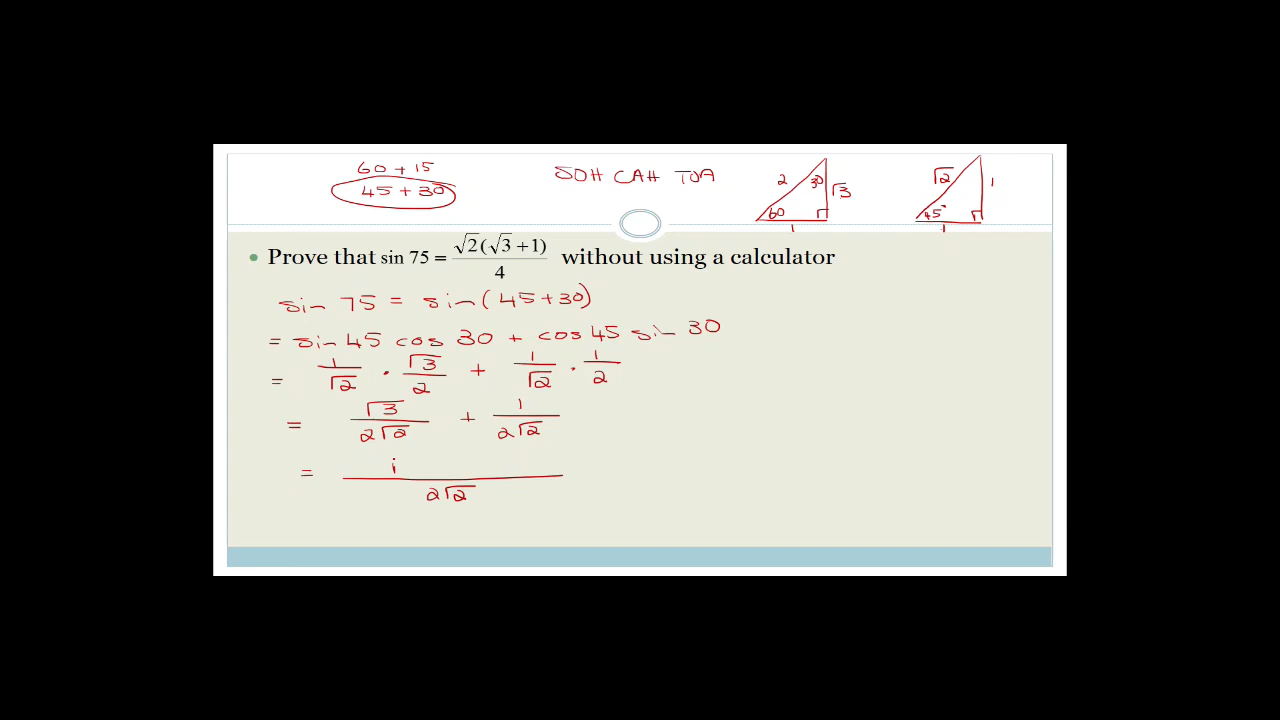 60 + 15
45 + 30
SOH CAH TOA
2 30 √3 60 1
√2 1 45° 1
• Prove that sin 75 = √2(√3 + 1)/4 without using a calculator
sin 75 = sin(45+30)
= sin 45 cos 30 + cos 45 sin 30
= 1/√2 · √3/2 + 1/√2 · 1/2
= √3/2√2 + 1/2√2
= i/2√2